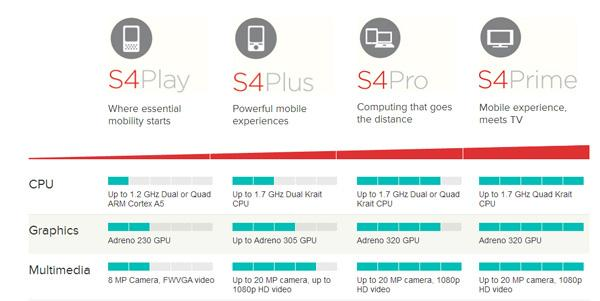 S4Play S4Plus S4Pro S4Prime
Where essential Powerful mobile Computing that goes Mobile experience,
mobility starts experiences the distance meets TV
CPU
Up to 1.2 GHz Dual or Quad Up to 1.7 GHz Dual Krait Up to 1.7 GHz Dual or Quad Up to 1.7 GHz Quad Krait
ARM Cortex A5 CPU Krait CPU CPU
Graphics
Adreno 230 GPU Up to Adreno 305 GPU Adreno 320 GPU Adreno 320 GPU
Multimedia
8 MP Camera, FWVGA video Up to 20 MP camera, up to Up to 20 MP camera, 1080p Up to 20 MP camera, 1080p
1080p HD video HD video HD video